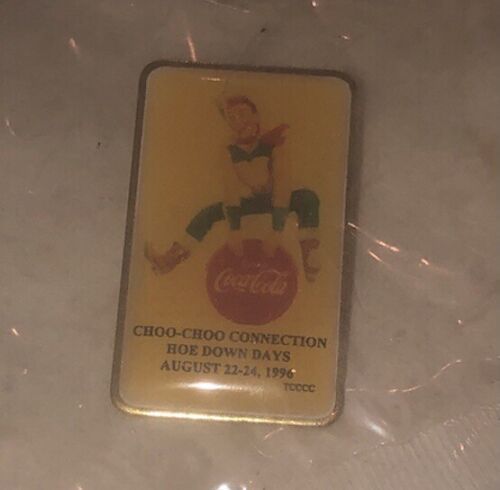 Coca-Cola
CHOO-CHOO CONNECTION
HOE DOWN DAYS
AUGUST 22-24, 1996
TCCCC